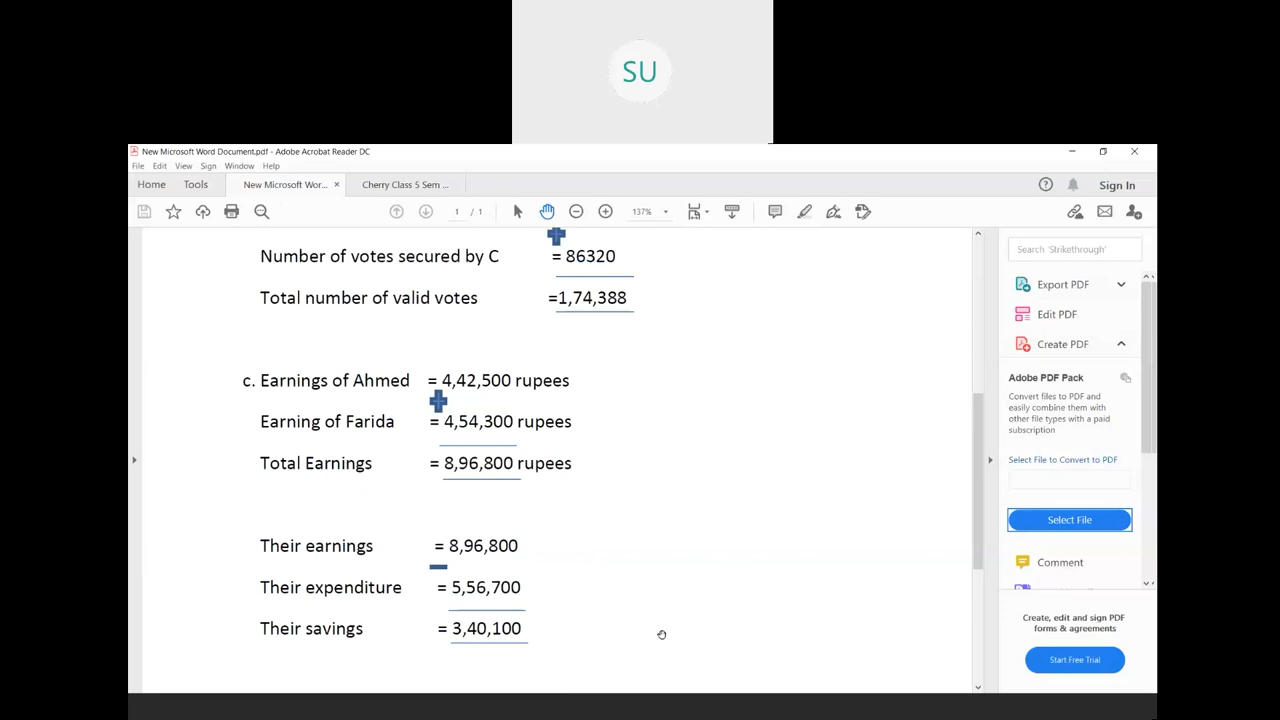 SU
New Microsoft Word Document.pdf - Adobe Acrobat Reader DC
File Edit View Sign Window Help
Home Tools New Microsoft Wor... × Cherry Class 5 Sem ... Sign In
1 / 1 137%
Number of votes secured by C = 86320
Total number of valid votes =1,74,388
c. Earnings of Ahmed = 4,42,500 rupees
Earning of Farida = 4,54,300 rupees
Total Earnings = 8,96,800 rupees
Their earnings = 8,96,800
Their expenditure = 5,56,700
Their savings = 3,40,100
Search 'Strikethrough'
Export PDF
Edit PDF
Create PDF
Adobe PDF Pack
Convert files to PDF and
easily combine them with
other file types with a paid
subscription
Select File to Convert to PDF
Select File
Comment
Create, edit and sign PDF
forms & agreements
Start Free Trial